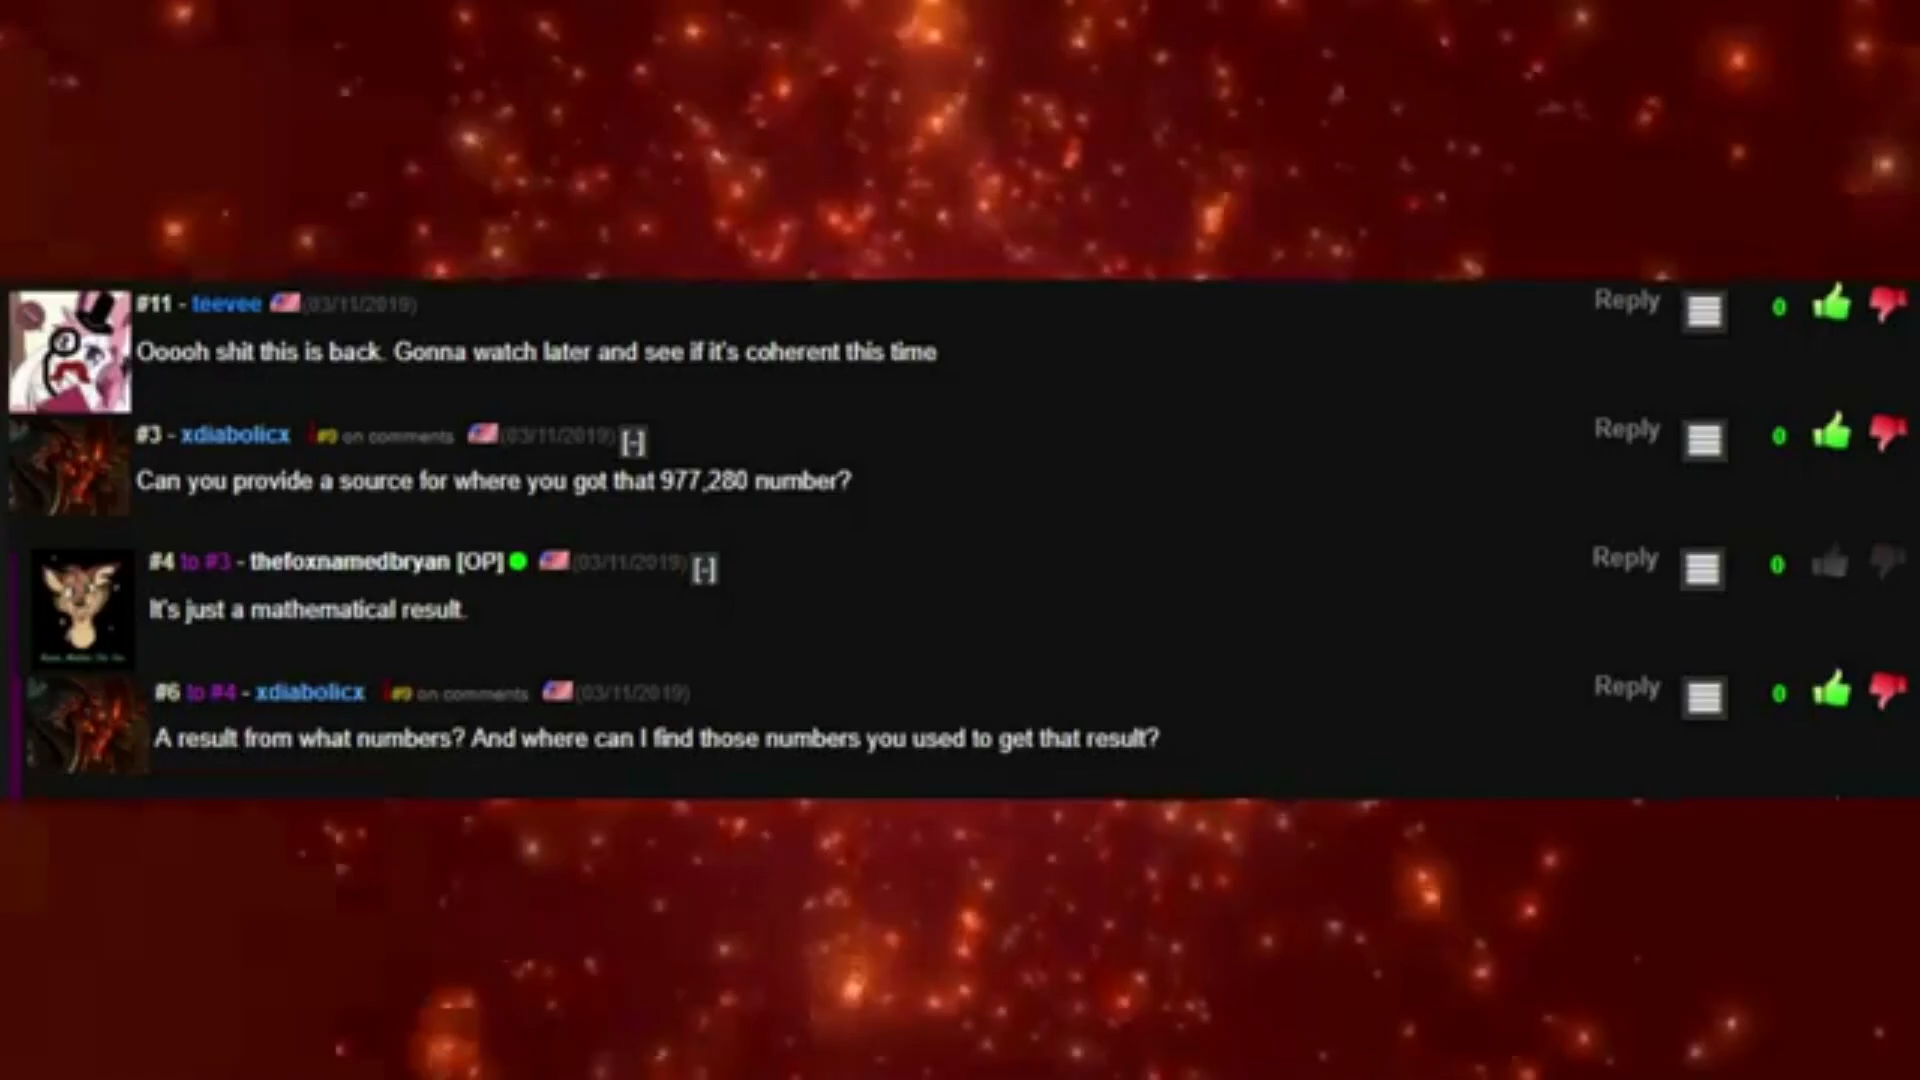 #11 - teevee (03/11/2019)
Reply 0
Ooooh shit this is back. Gonna watch later and see if it's coherent this time
#3 - xdiabolicx #9 on comments (03/11/2019) [-]
Reply 0
Can you provide a source for where you got that 977,280 number?
#4 to #3 - thefoxnamedbryan [OP] (03/11/2019) [-]
Reply 0
It's just a mathematical result.
#6 to #4 - xdiabolicx #9 on comments (03/11/2019)
Reply 0
A result from what numbers? And where can I find those numbers you used to get that result?